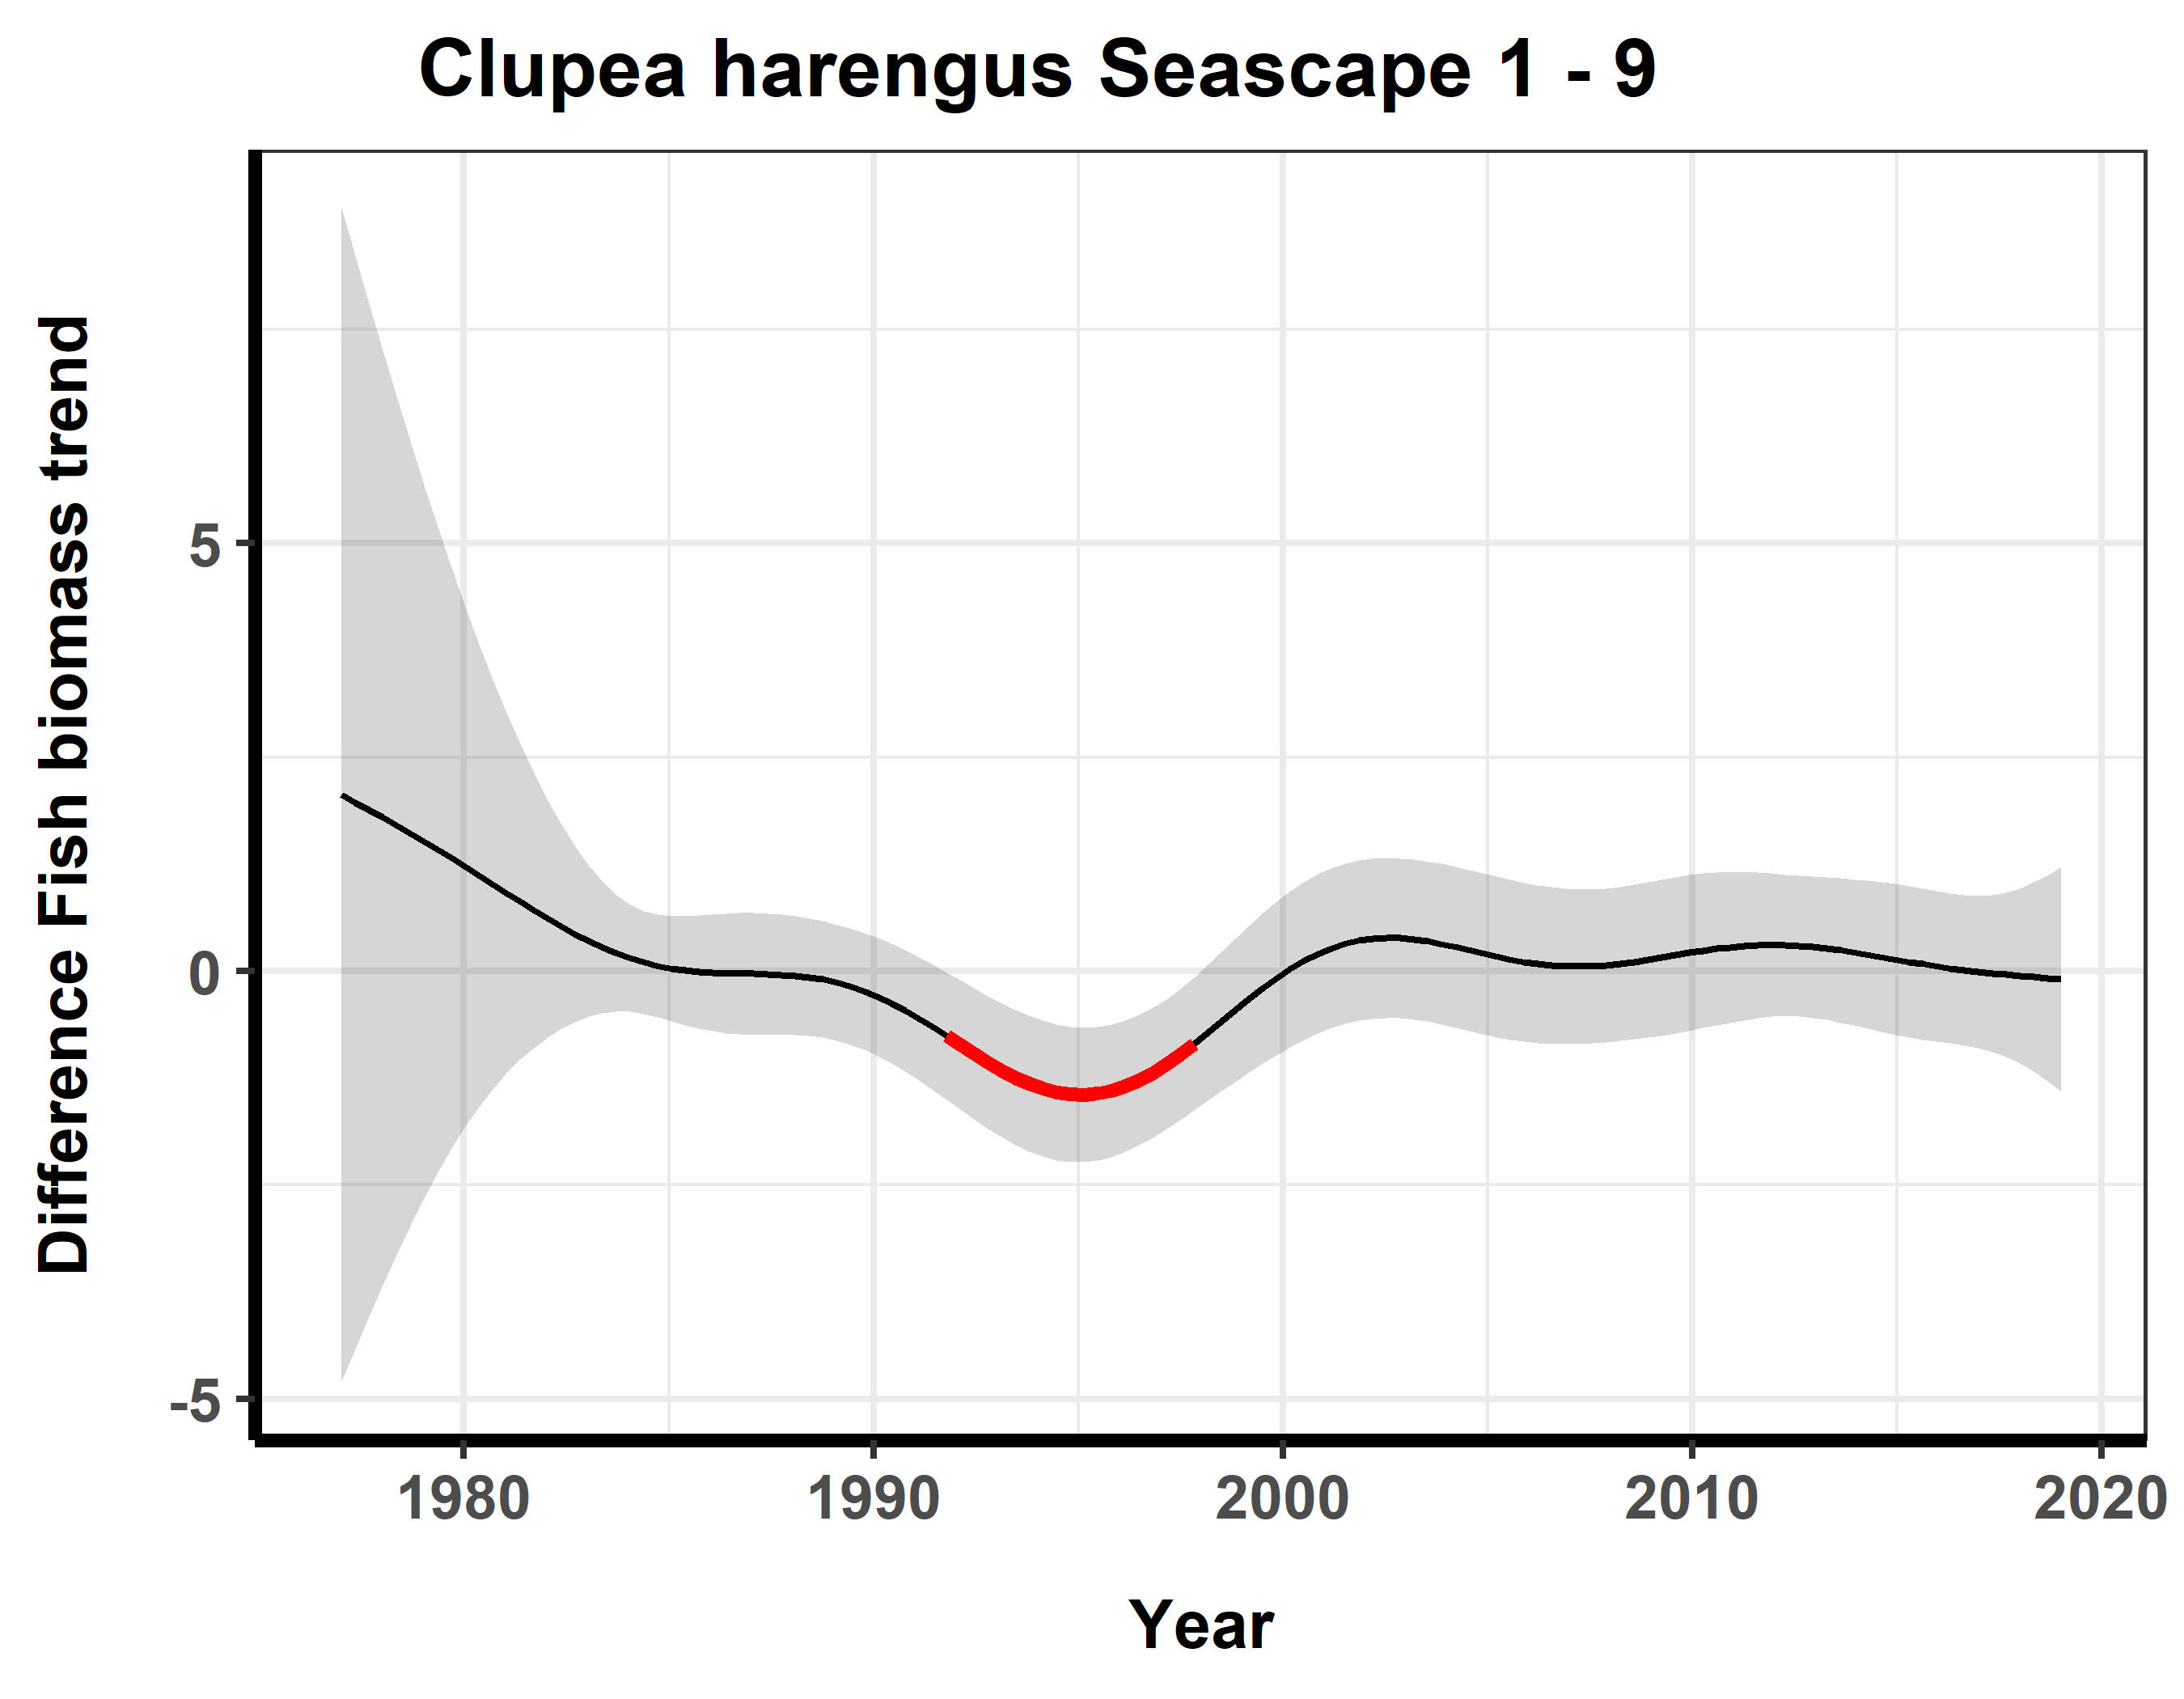 Clupea harengus Seascape 1 - 9
Difference Fish biomass trend
5
0
-5
1980 1990 2000 2010 2020
Year